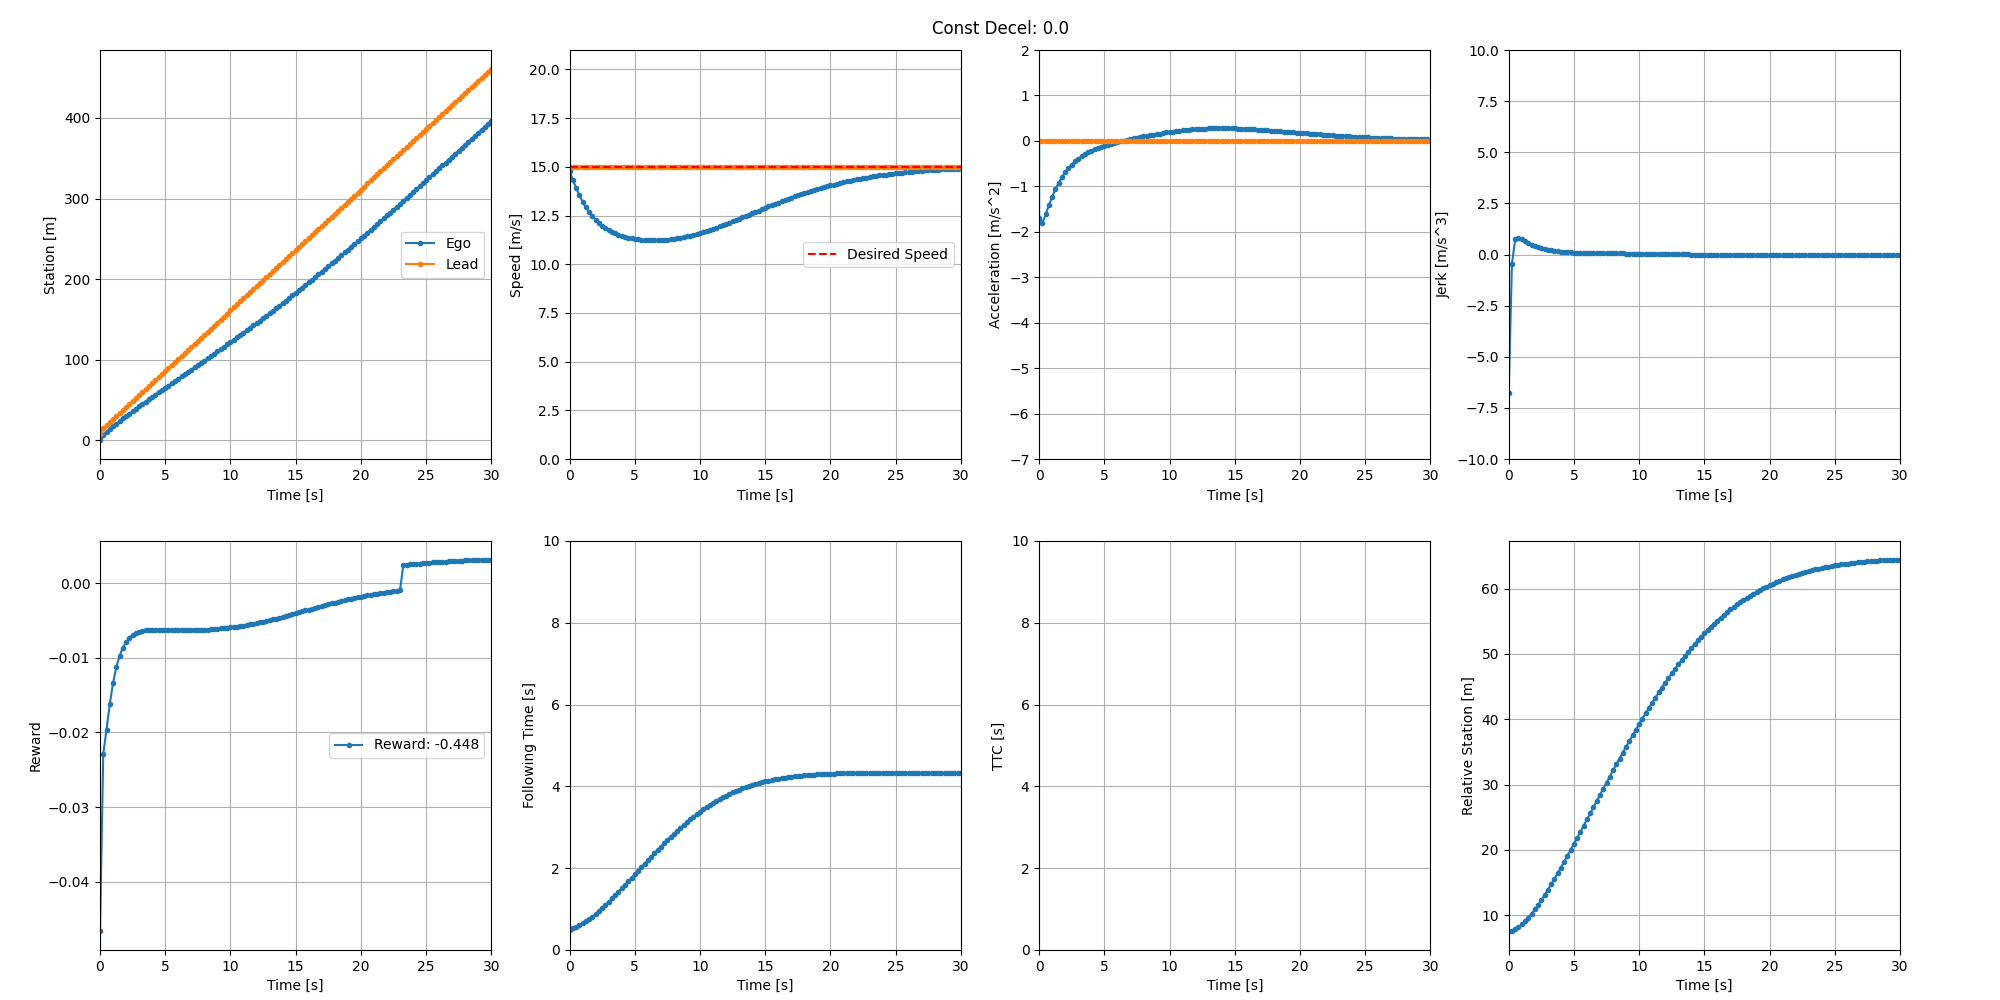 Const Decel: 0.0
Station [m]
400
300
200
100
0
Ego
Lead
0 5 10 15 20 25 30
Time [s]
Speed [m/s]
20.0
17.5
15.0
12.5
10.0
7.5
5.0
2.5
0.0
Desired Speed
0 5 10 15 20 25 30
Time [s]
Acceleration [m/s^2]
2
1
0
−1
−2
−3
−4
−5
−6
−7
0 5 10 15 20 25 30
Time [s]
Jerk [m/s^3]
10.0
7.5
5.0
2.5
0.0
−2.5
−5.0
−7.5
−10.0
0 5 10 15 20 25 30
Time [s]
Reward
0.00
−0.01
−0.02
−0.03
−0.04
Reward: -0.448
0 5 10 15 20 25 30
Time [s]
Following Time [s]
10
8
6
4
2
0
0 5 10 15 20 25 30
Time [s]
TTC [s]
10
8
6
4
2
0
0 5 10 15 20 25 30
Time [s]
Relative Station [m]
60
50
40
30
20
10
0 5 10 15 20 25 30
Time [s]